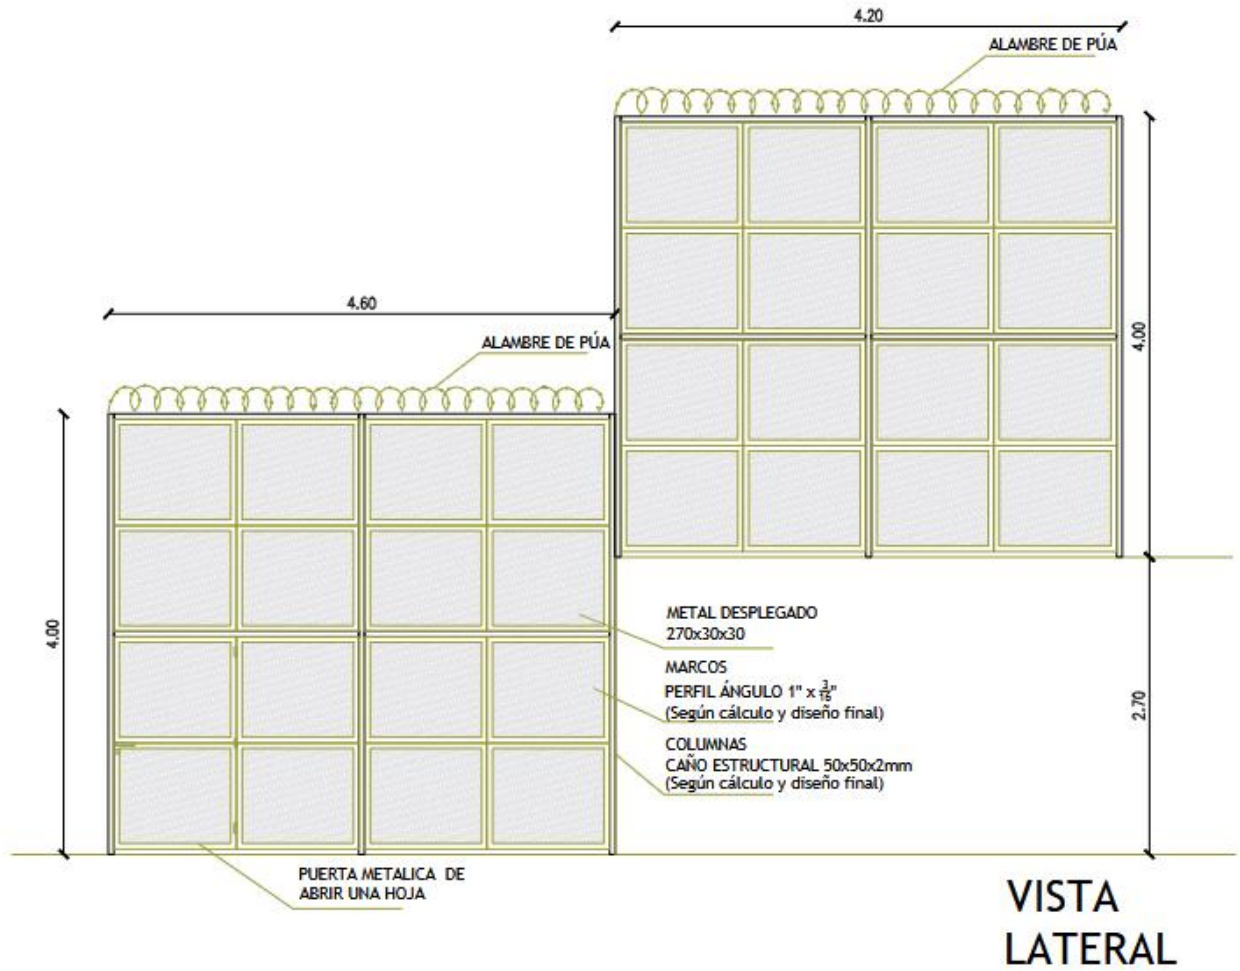 4.20
ALAMBRE DE PÚA
4.60
ALAMBRE DE PÚA
4.00
4.00
METAL DESPLEGADO
270x30x30
MARCOS
PERFIL ÁNGULO 1" x 3/16"
(Según cálculo y diseño final)
COLUMNAS
CAÑO ESTRUCTURAL 50x50x2mm
(Según cálculo y diseño final)
2.70
PUERTA METALICA DE
ABRIR UNA HOJA
VISTA
LATERAL